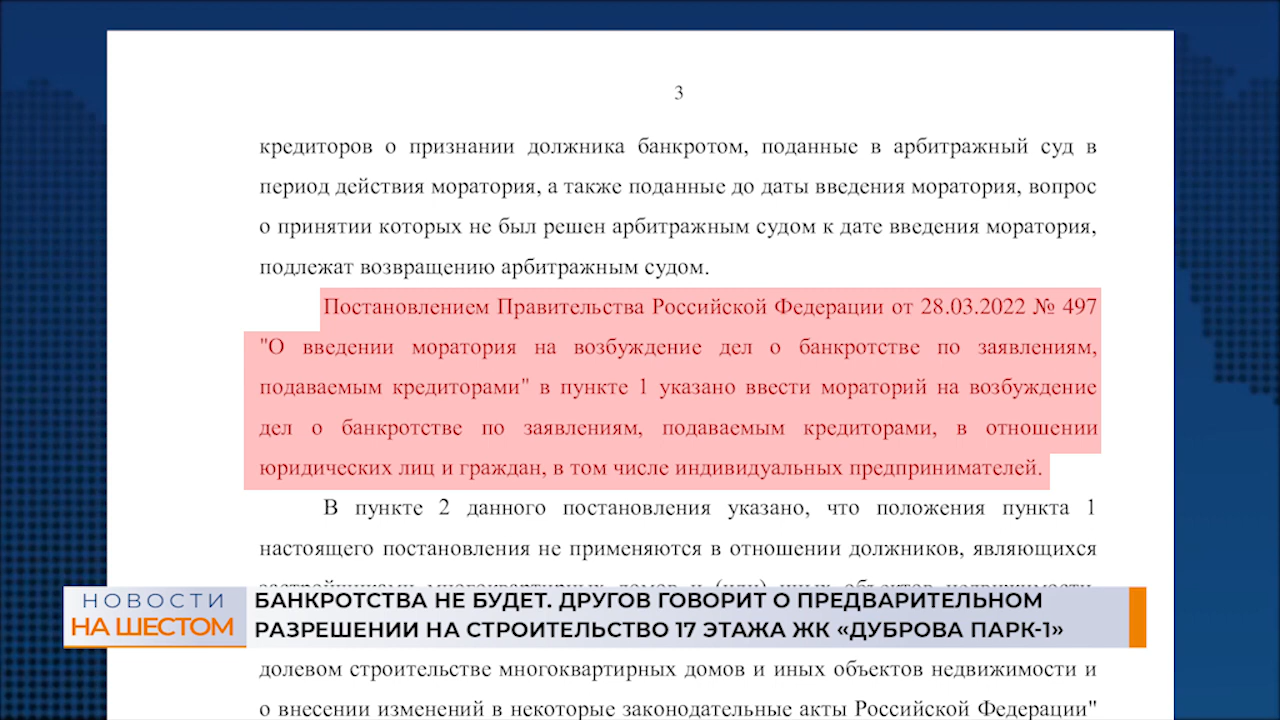 3
кредиторов о признании должника банкротом, поданные в арбитражный суд в
период действия моратория, а также поданные до даты введения моратория, вопрос
о принятии которых не был решен арбитражным судом к дате введения моратория,
подлежат возвращению арбитражным судом.
Постановлением Правительства Российской Федерации от 28.03.2022 № 497
"О введении моратория на возбуждение дел о банкротстве по заявлениям,
подаваемым кредиторами" в пункте 1 указано ввести мораторий на возбуждение
дел о банкротстве по заявлениям, подаваемым кредиторами, в отношении
юридических лиц и граждан, в том числе индивидуальных предпринимателей.
В пункте 2 данного постановления указано, что положения пункта 1
настоящего постановления не применяются в отношении должников, являющихся
НОВОСТИ
НА ШЕСТОМ
БАНКРОТСТВА НЕ БУДЕТ. ДРУГОВ ГОВОРИТ О ПРЕДВАРИТЕЛЬНОМ
РАЗРЕШЕНИИ НА СТРОИТЕЛЬСТВО 17 ЭТАЖА ЖК «ДУБРОВА ПАРК-1»
долевом строительстве многоквартирных домов и иных объектов недвижимости и
о внесении изменений в некоторые законодательные акты Российской Федерации"